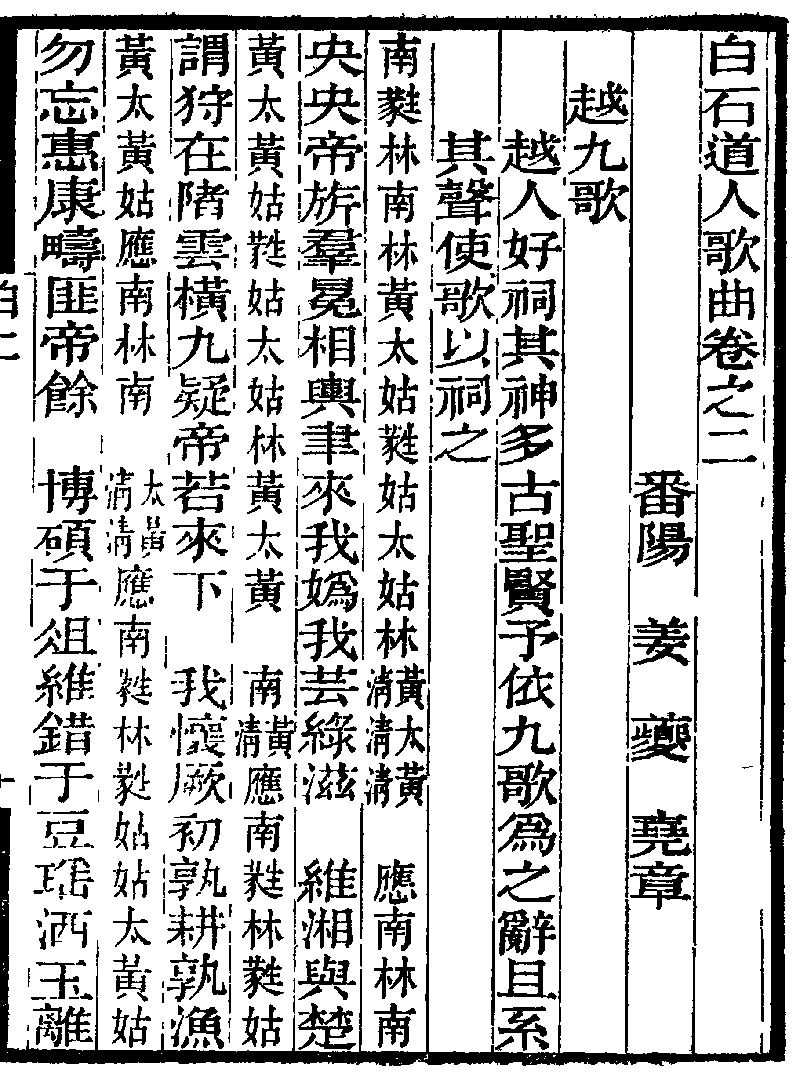 白石道人歌曲卷之二
番陽 姜 夔 堯章
越九歌
越人好祠其神多古聖賢予依九歌爲之辭且系
其聲使歌以祠之
南蕤林南林黃太姑蕤姑太姑林黃清太清黃清 應南林南
央央帝旂羣冕相輿聿來我嬀我芸綠滋 維湘與楚
黃太黃姑蕤姑太姑林黃太黃 南黃清應南蕤林蕤姑
謂狩在陼雲橫九疑帝若來下 我懷厥初孰耕孰漁
黃太黃姑應南林南 太清黃清應南蕤林蕤姑姑太黃姑
勿忘惠康疇匪帝餘 博碩于俎維錯于豆瑤洒玉離